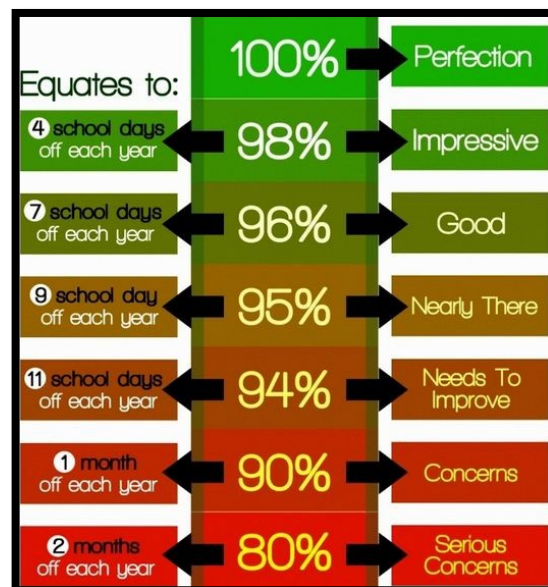 100%
Perfection
Equates to:
4 school days
off each year
98%
Impressive
7 school days
off each year
96%
Good
9 school day
off each year
95%
Nearly There
11 school days
off each year
94%
Needs To
Improve
1 month
off each year
90%
Concerns
2 months
off each year
80%
Serious
Concerns